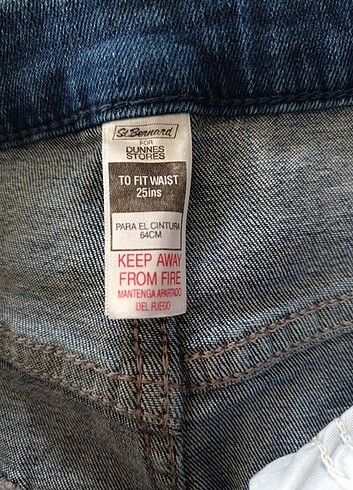 St. Bernard
FOR
DUNNES
STORES
TO FIT WAIST
25ins
PARA EL CINTURA
64CM
KEEP AWAY
FROM FIRE
MANTENGA APARTADO
DEL FUEGO